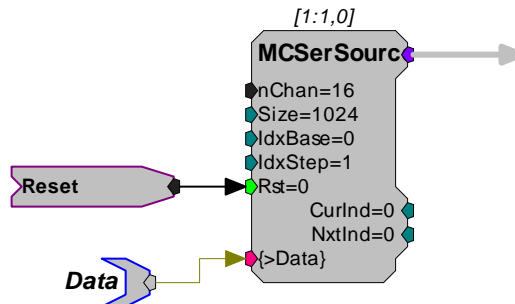 [1:1,0]
MCSerSourc
nChan=16
Size=1024
IdxBase=0
IdxStep=1
Reset
Rst=0
CurInd=0
NxtInd=0
Data
{>Data}